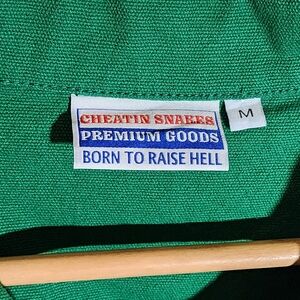 CHEATIN SNAKES
PREMIUM GOODS
BORN TO RAISE HELL
M